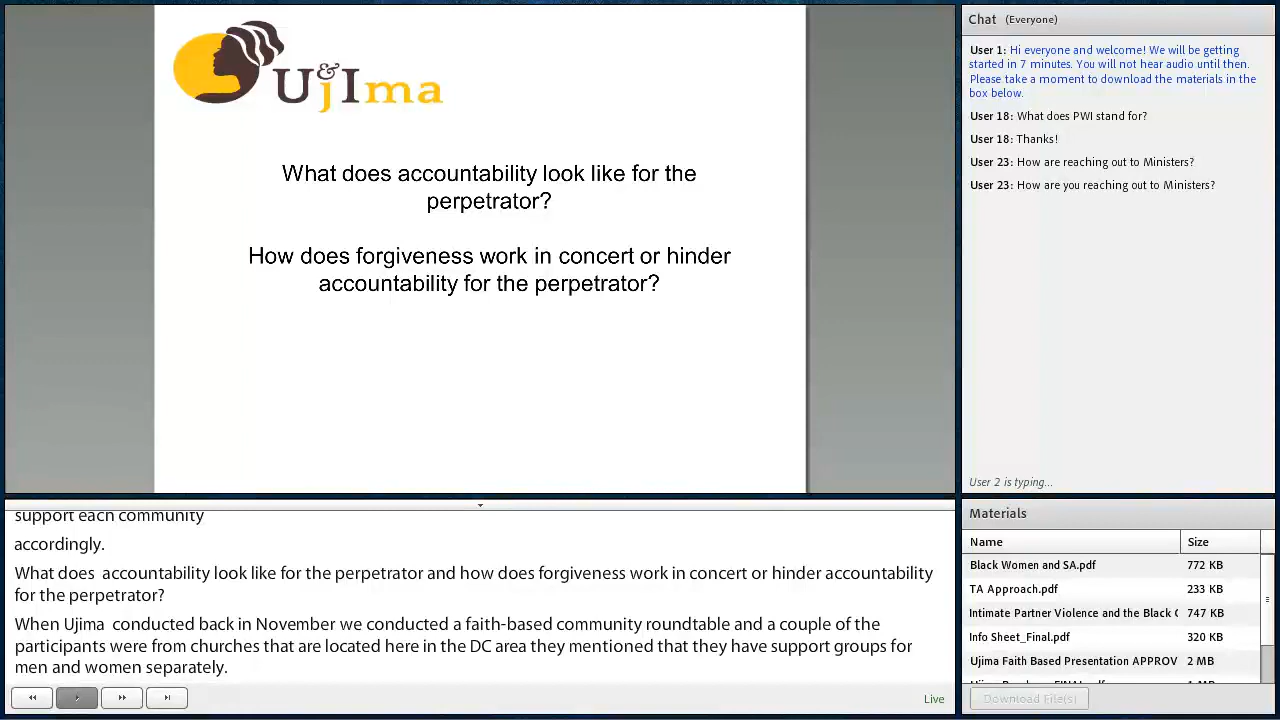 U&jIma
What does accountability look like for the
perpetrator?
How does forgiveness work in concert or hinder
accountability for the perpetrator?
support each community
accordingly.
What does accountability look like for the perpetrator and how does forgiveness work in concert or hinder accountability
for the perpetrator?
When Ujima conducted back in November we conducted a faith-based community roundtable and a couple of the
participants were from churches that are located here in the DC area they mentioned that they have support groups for
men and women separately.
Live
Chat (Everyone)
User 1: Hi everyone and welcome! We will be getting
started in 7 minutes. You will not hear audio until then.
Please take a moment to download the materials in the
box below.
User 18: What does PWI stand for?
User 18: Thanks!
User 23: How are reaching out to Ministers?
User 23: How are you reaching out to Ministers?
User 2 is typing...
Materials
Name Size
Black Women and SA.pdf 772 KB
TA Approach.pdf 233 KB
Intimate Partner Violence and the Black 747 KB
Info Sheet_Final.pdf 320 KB
Ujima Faith Based Presentation APPROV 2 MB
Download File(s)